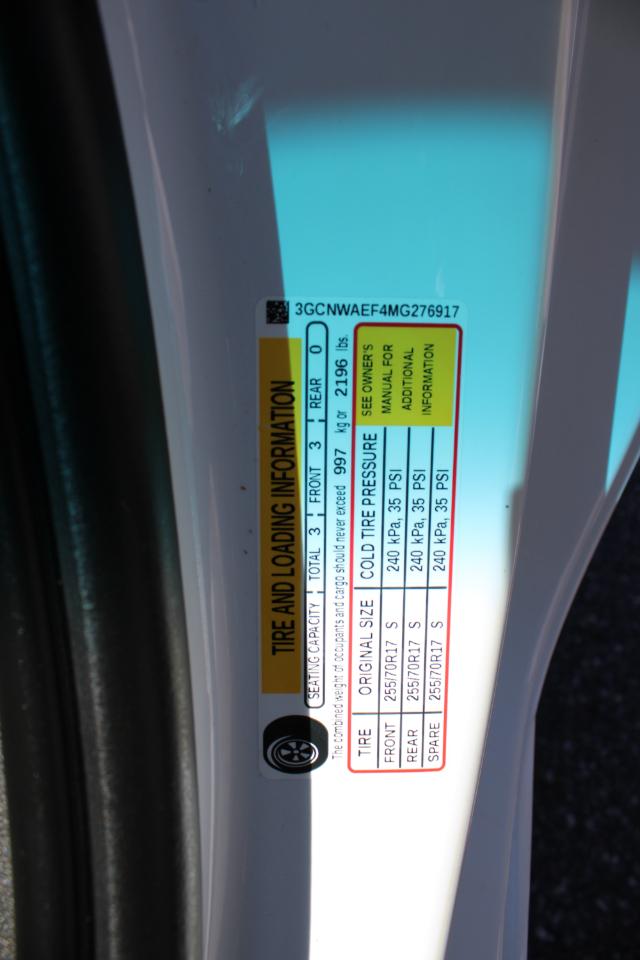 3GCNWAEF4MG276917
TIRE AND LOADING INFORMATION
SEATING CAPACITY TOTAL 3 FRONT 3 REAR 0
The combined weight of occupants and cargo should never exceed 997 kg or 2196 lbs.
TIRE ORIGINAL SIZE COLD TIRE PRESSURE
FRONT 255/70R17 S 240 kPa, 35 PSI
REAR 255/70R17 S 240 kPa, 35 PSI
SPARE 255/70R17 S 240 kPa, 35 PSI
SEE OWNER'S
MANUAL FOR
ADDITIONAL
INFORMATION